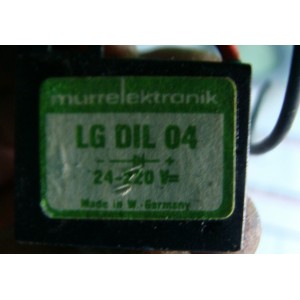 murrelektronik
LG DIL 04
- +
24-220 V=
Made in W.-Germany